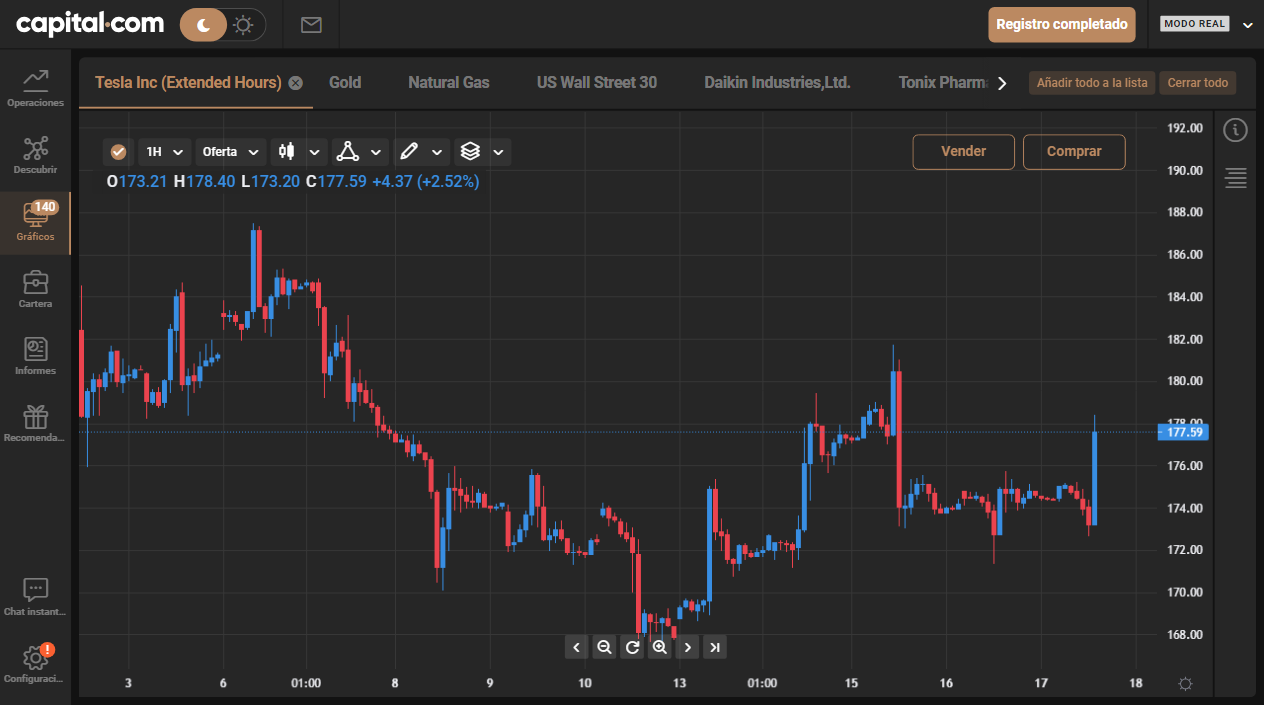 capital.com
Registro completado
MODO REAL
Operaciones
Descubrir
140
Gráficos
Cartera
Informes
Recomenda...
Chat instant...
!
Configuraci...
Tesla Inc (Extended Hours)
Gold
Natural Gas
US Wall Street 30
Daikin Industries,Ltd.
Tonix Pharm
Añadir todo a la lista
Cerrar todo
1H
Oferta
Vender
Comprar
O173.21 H178.40 L173.20 C177.59 +4.37 (+2.52%)
192.00
190.00
188.00
186.00
184.00
182.00
180.00
178.00
177.59
176.00
174.00
172.00
170.00
168.00
3 6 01:00 8 9 10 13 01:00 15 16 17 18